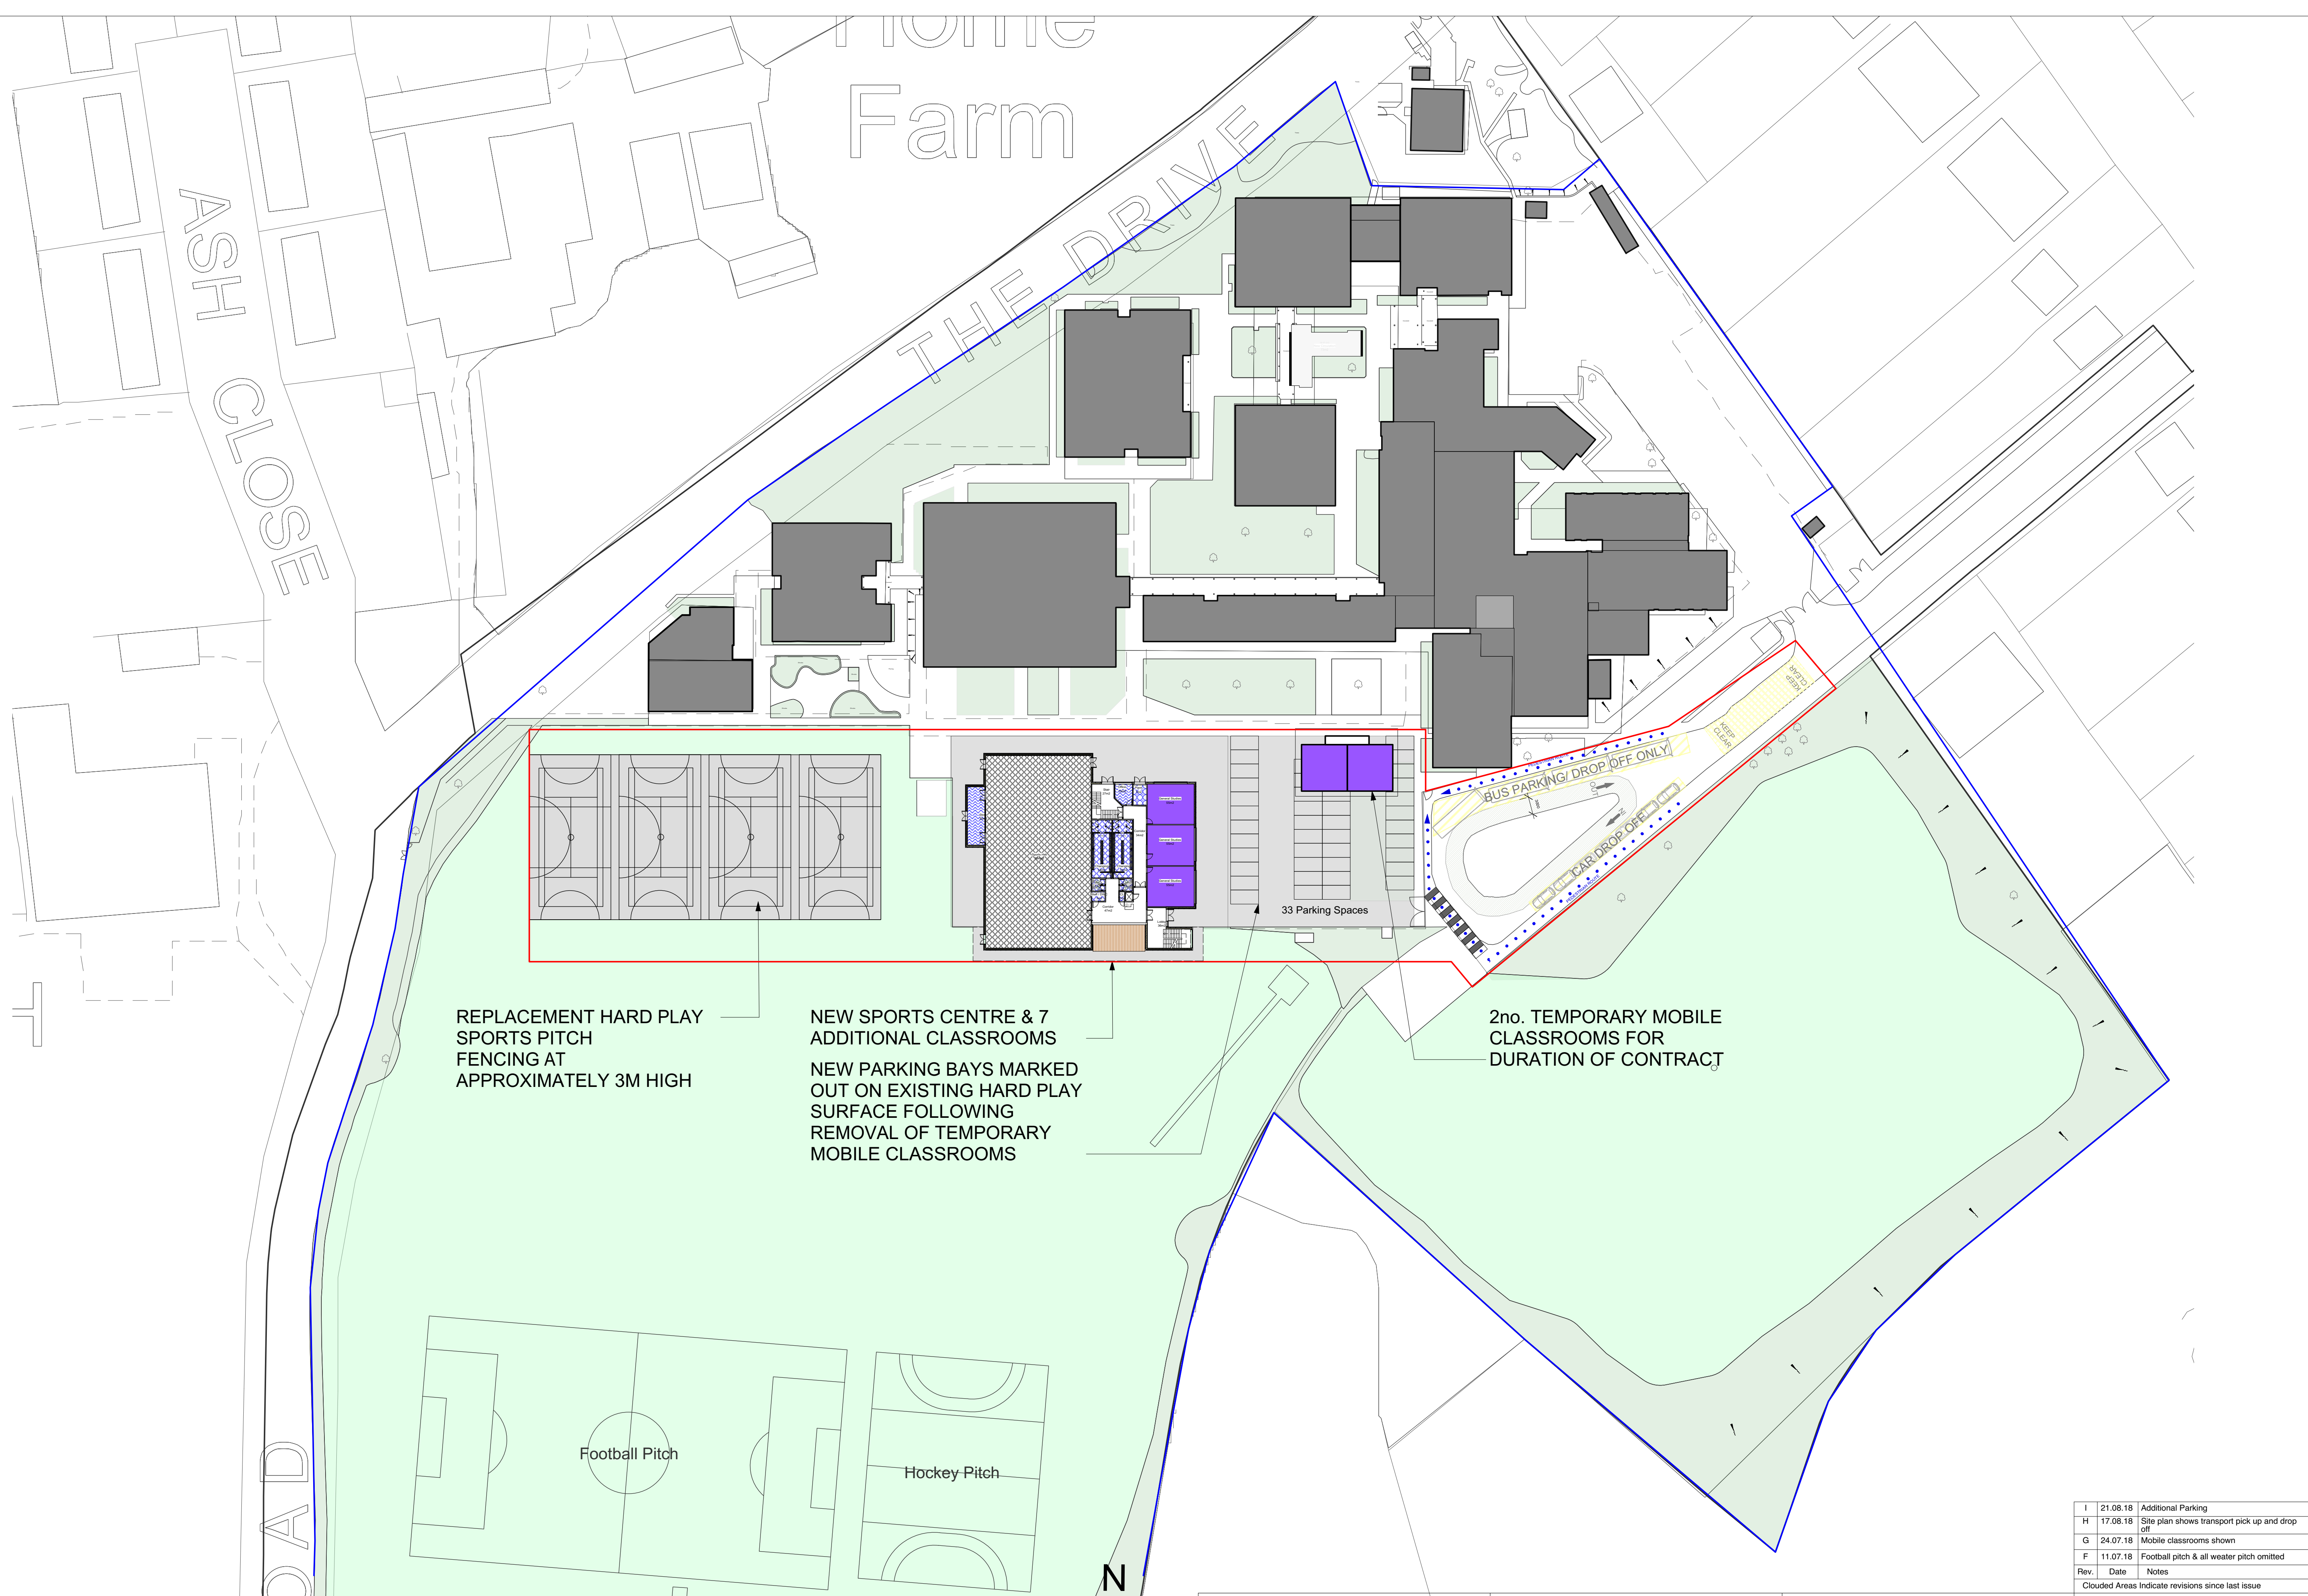 Home
Farm
ASH CLOSE
THE DRIVE
KEEP
CLEAR
KEEP
CLEAR
BUS PARKING/ DROP OFF ONLY
OUT
IN
CAR DROP OFF
33 Parking Spaces
REPLACEMENT HARD PLAY
SPORTS PITCH
FENCING AT
APPROXIMATELY 3M HIGH
NEW SPORTS CENTRE & 7
ADDITIONAL CLASSROOMS
NEW PARKING BAYS MARKED
OUT ON EXISTING HARD PLAY
SURFACE FOLLOWING
REMOVAL OF TEMPORARY
MOBILE CLASSROOMS
2no. TEMPORARY MOBILE
CLASSROOMS FOR
DURATION OF CONTRACT
T
Football Pitch
Hockey Pitch
OAD
N
I 21.08.18 Additional Parking
H 17.08.18 Site plan shows transport pick up and drop
off
G 24.07.18 Mobile classrooms shown
F 11.07.18 Football pitch & all weater pitch omitted
Rev. Date Notes
Clouded Areas Indicate revisions since last issue